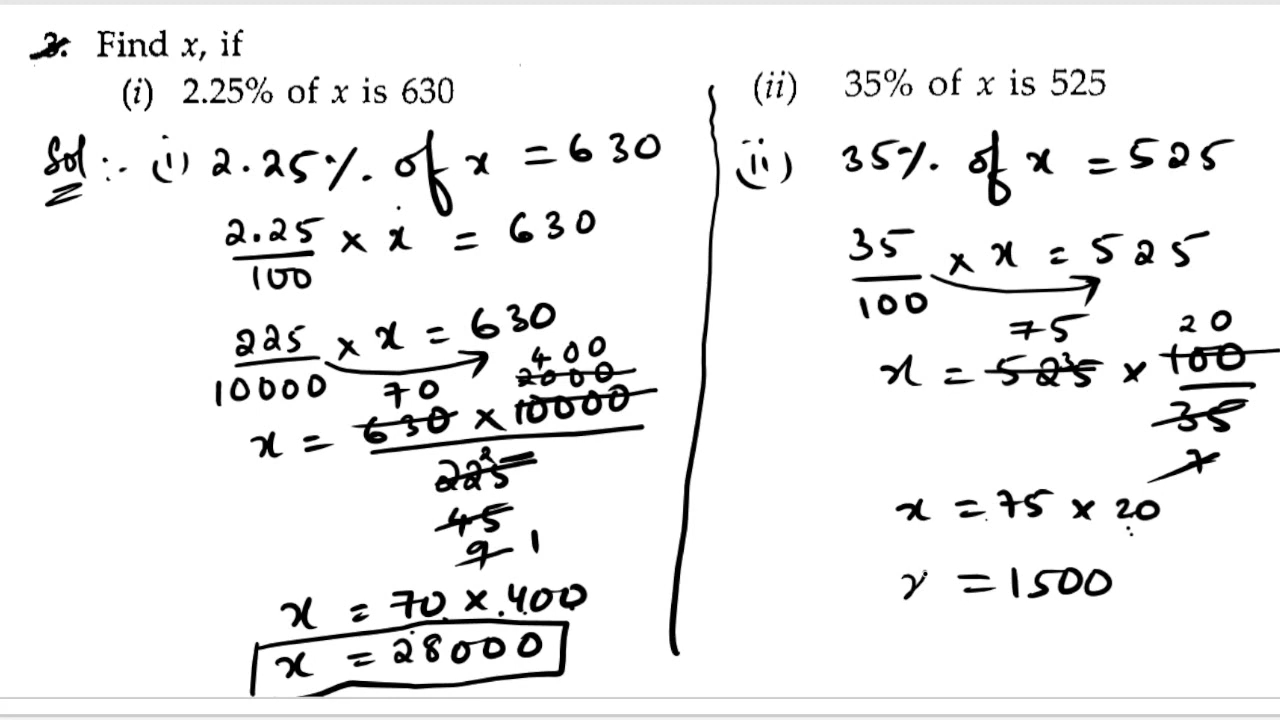 3. Find x, if
(i) 2.25% of x is 630
Sol :- (i) 2.25% of x = 630
2.25/100 × x = 630
225/10000 × x = 630
70 400
2000
x = 630 × 10000
225
45
9 1
x = 70 × 400
x = 28000
(ii) 35% of x is 525
(ii) 35% of x = 525
35/100 × x = 525
75 20
x = 525 × 100/35
7
x = 75 × 20
x = 1500